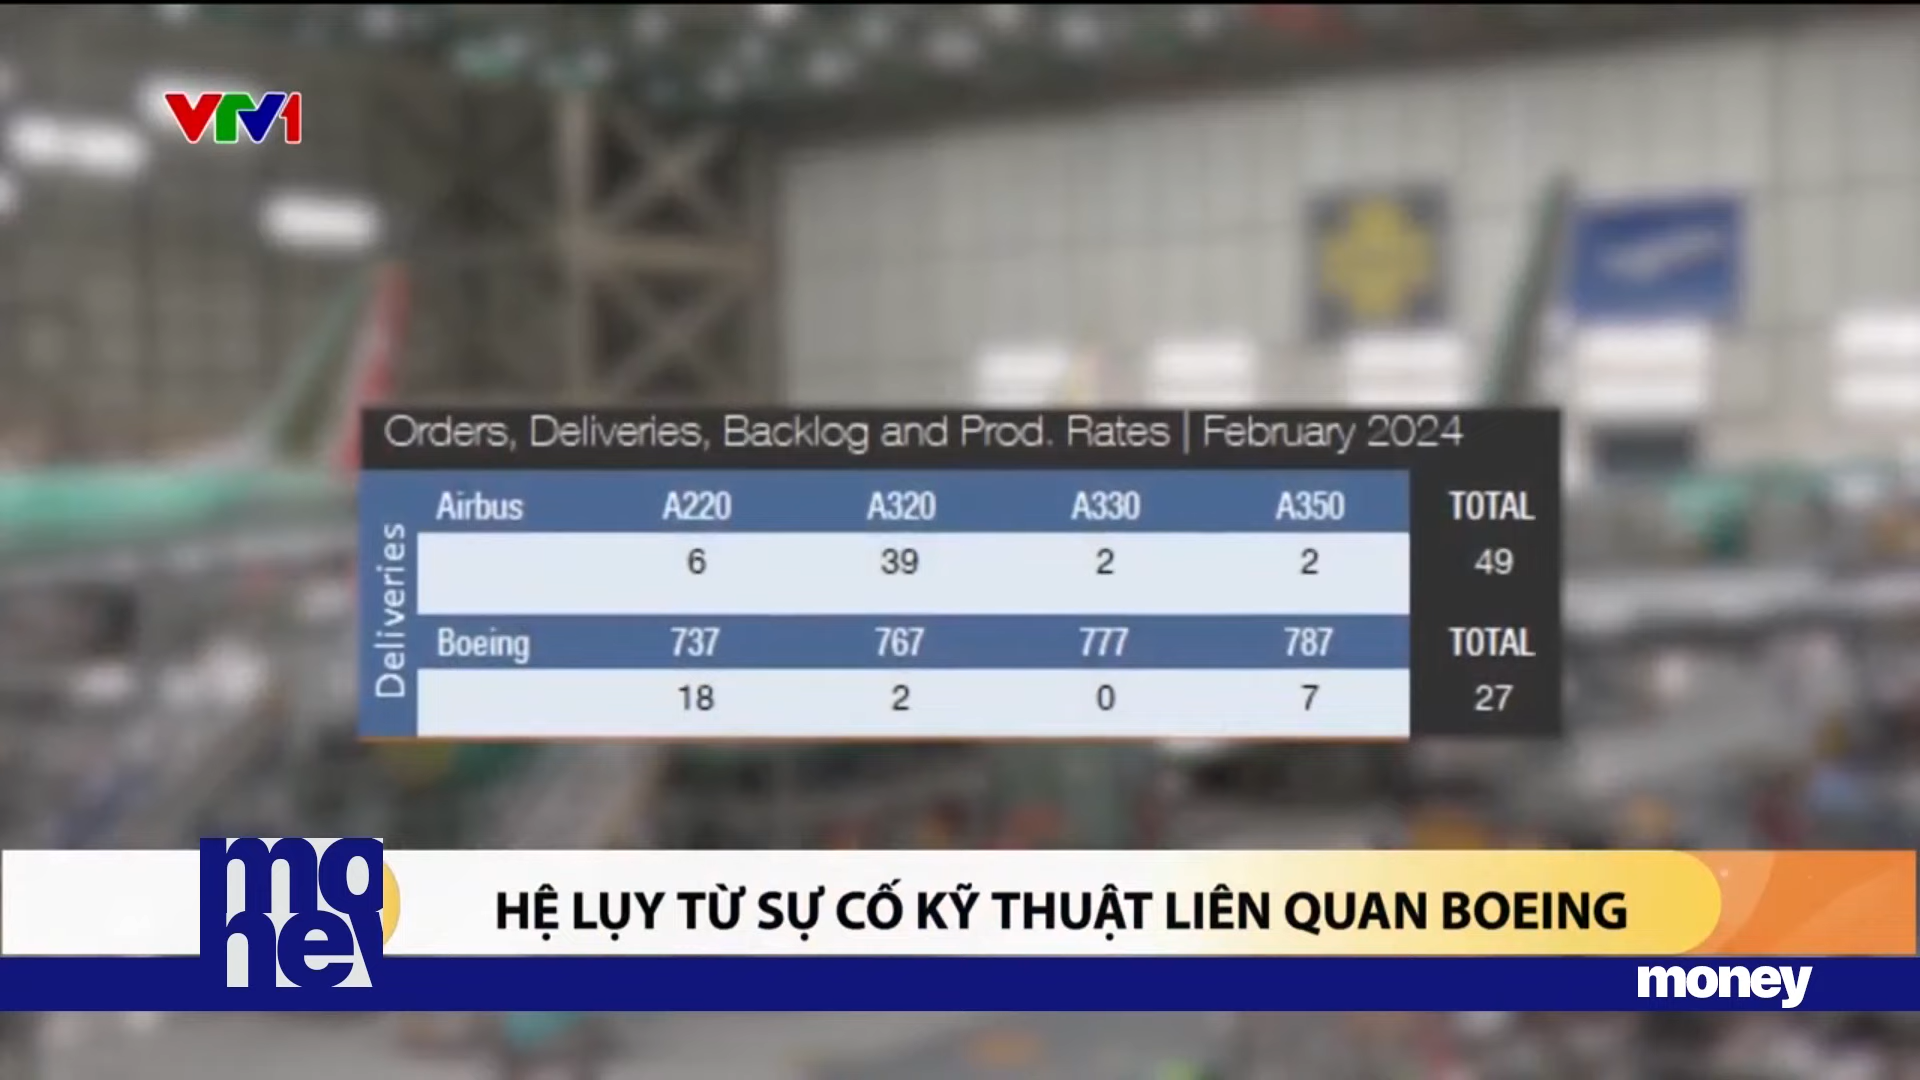 VTV1
Orders, Deliveries, Backlog and Prod. Rates | February 2024
Deliveries
Airbus A220 A320 A330 A350 TOTAL
6 39 2 2 49
Boeing 737 767 777 787 TOTAL
18 2 0 7 27
mo
ney
HỆ LỤY TỪ SỰ CỐ KỸ THUẬT LIÊN QUAN BOEING
money